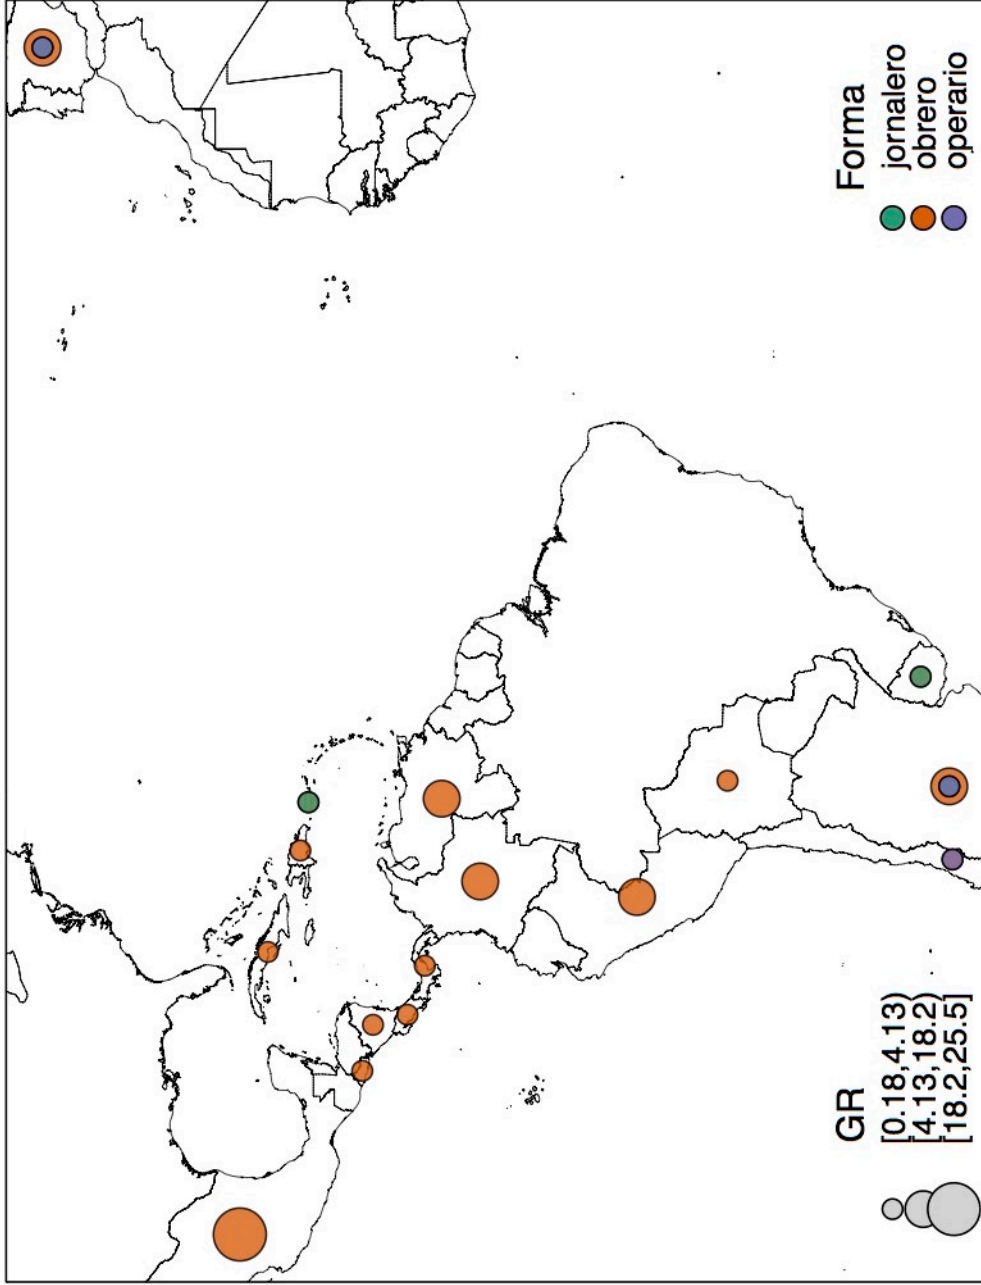 GR
[0.18,4.13)
[4.13,18.2)
[18.2,25.5]
Forma
jornalero
obrero
operario